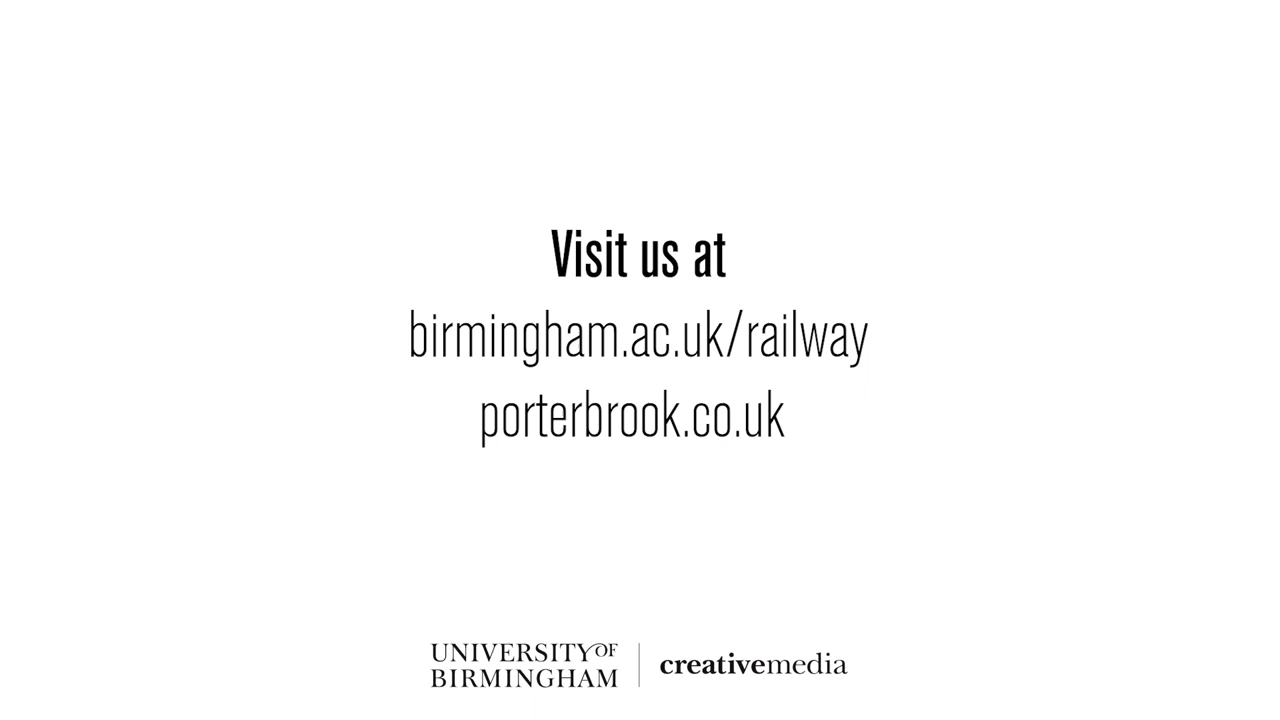 Visit us at
birmingham.ac.uk/railway
porterbrook.co.uk
UNIVERSITY OF
BIRMINGHAM
creativemedia